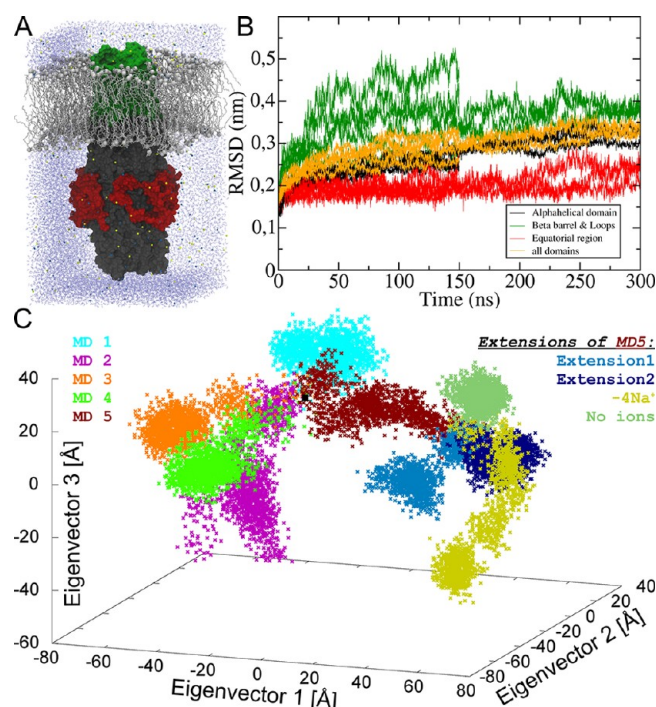 A
B
0,5
0,4
0,3
0,2
0,1
0
RMSD (nm)
0
50
100
150
200
250
300
Time (ns)
Alphahelical domain
Beta barrel & Loops
Equatorial region
all domains
C
MD 1
MD 2
MD 3
MD 4
MD 5
Extensions of MD5:
Extension1
Extension2
-4Na+
No ions
40
20
0
-20
-40
-60
Eigenvector 3 [Å]
-80
-60
-40
-20
0
20
40
60
80
Eigenvector 1 [Å]
-80
-60
-40
-20
0
20
40
Eigenvector 2 [Å]